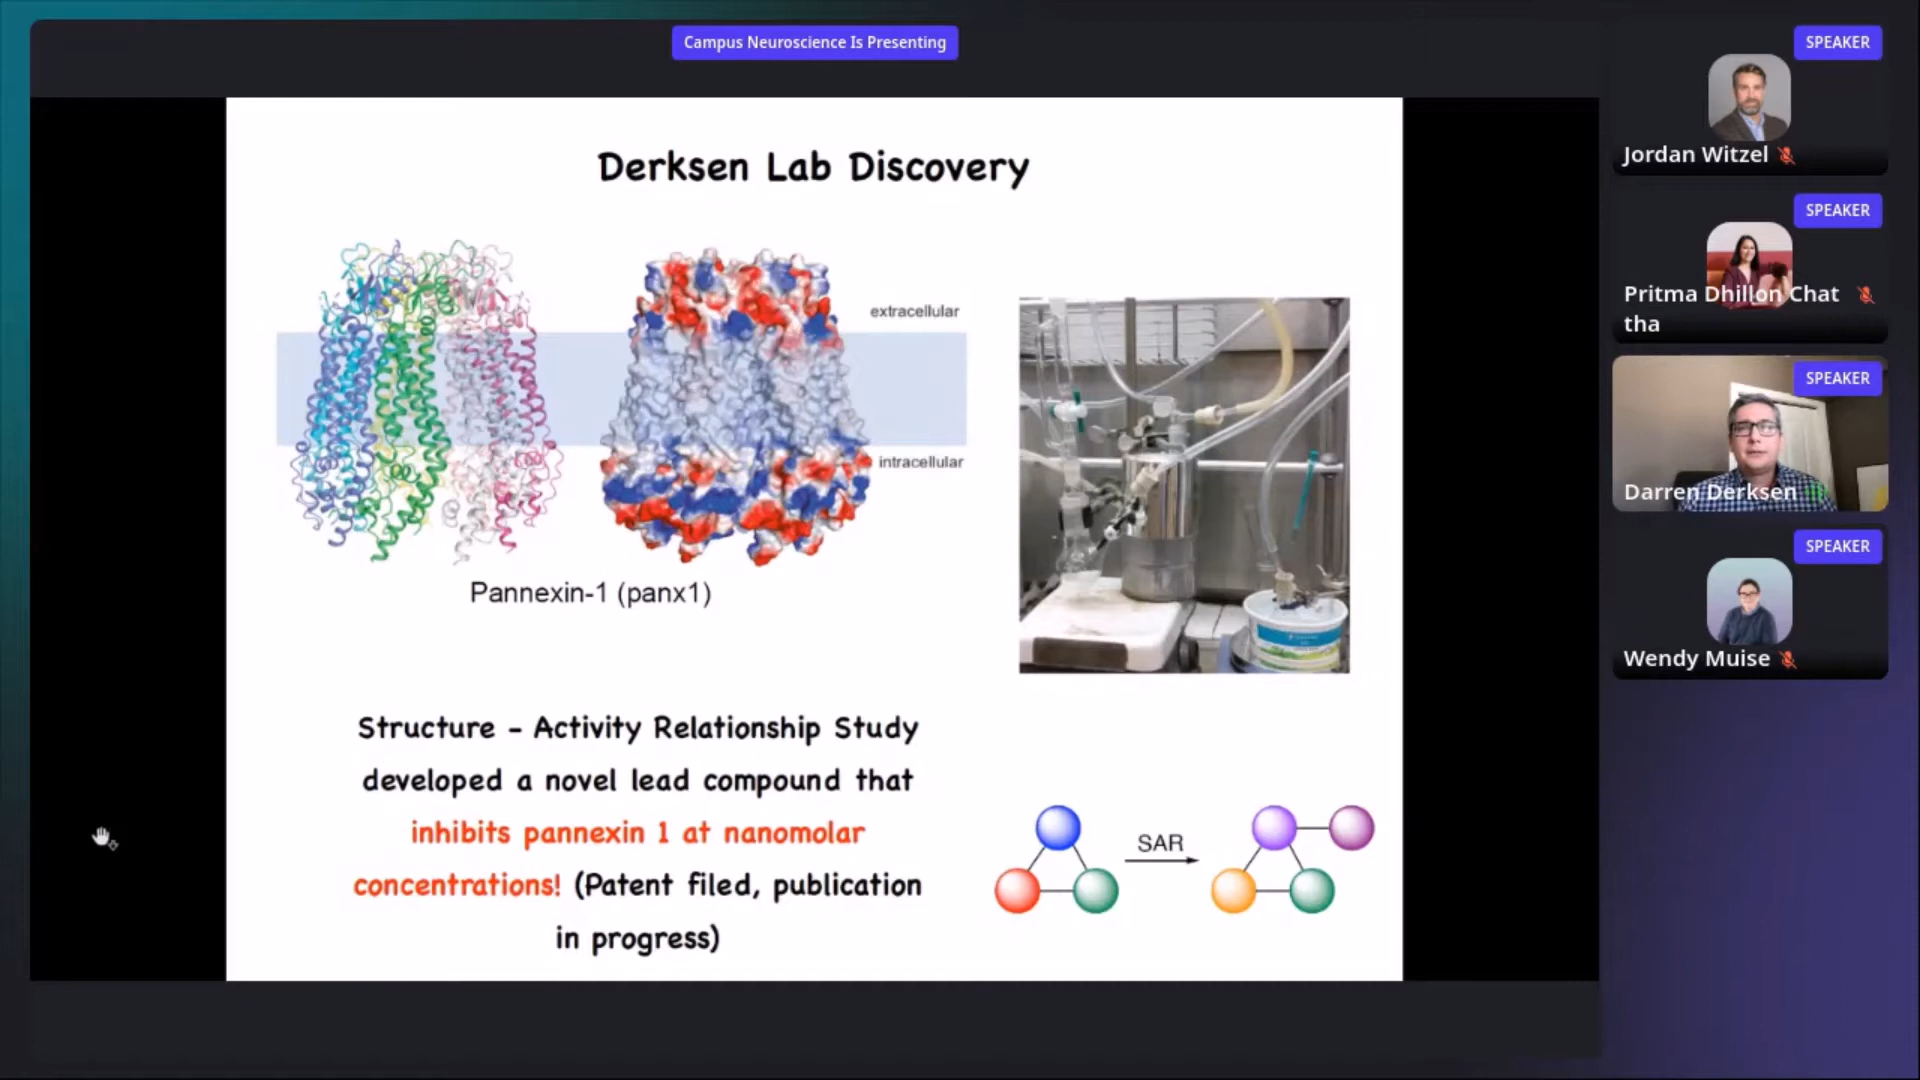 Campus Neuroscience Is Presenting
Derksen Lab Discovery
extracellular
intracellular
Pannexin-1 (panx1)
Structure - Activity Relationship Study
developed a novel lead compound that
inhibits pannexin 1 at nanomolar
concentrations! (Patent filed, publication
in progress)
SAR
SPEAKER
Jordan Witzel
SPEAKER
Pritma Dhillon Chat
tha
SPEAKER
Darren Derksen
SPEAKER
Wendy Muise